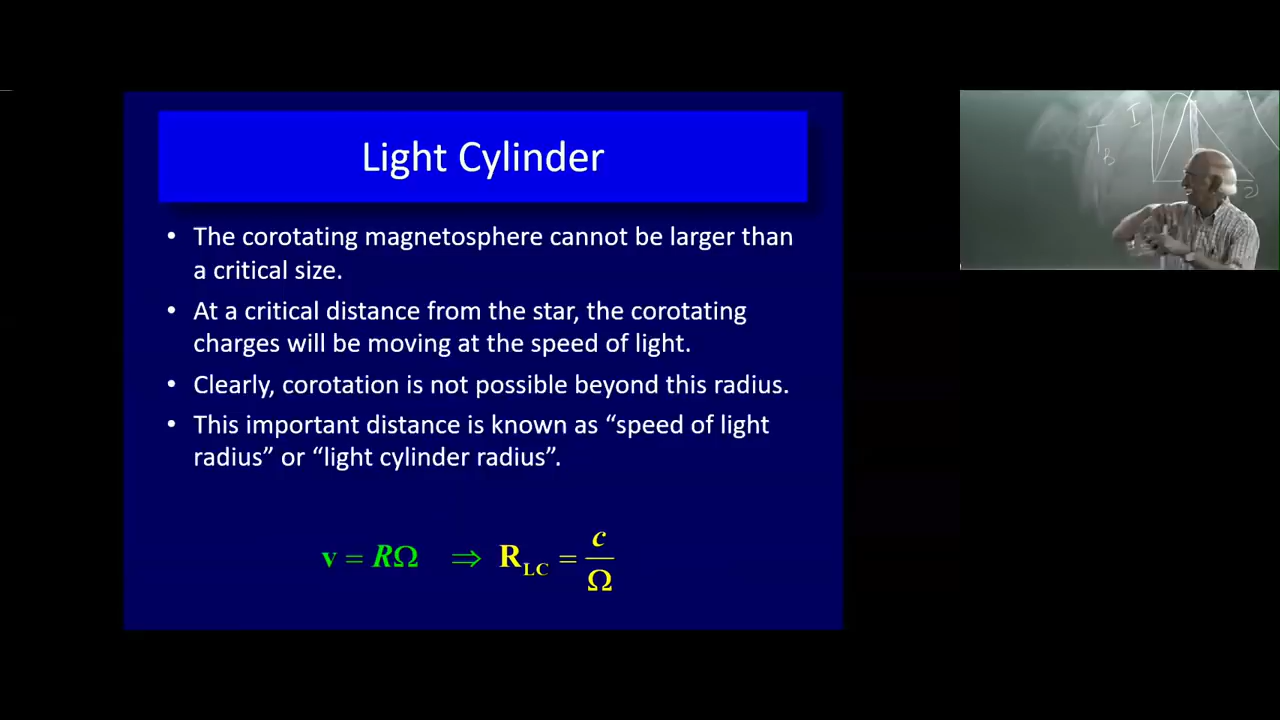 Light Cylinder
• The corotating magnetosphere cannot be larger than
a critical size.
• At a critical distance from the star, the corotating
charges will be moving at the speed of light.
• Clearly, corotation is not possible beyond this radius.
• This important distance is known as “speed of light
radius” or “light cylinder radius”.
v = RΩ ⇒ R_LC = c/Ω
I
T_B